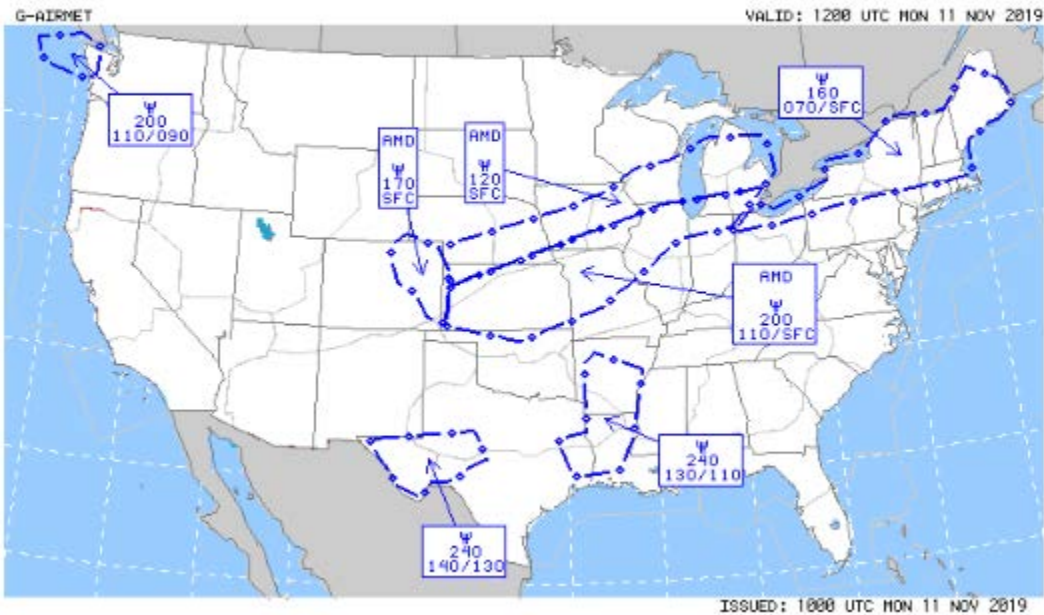 G-AIRMET
VALID: 1200 UTC MON 11 NOV 2019
200
110/090
AMD
170
SFC
AMD
120
SFC
160
070/SFC
AMD
200
110/SFC
240
130/110
240
140/130
ISSUED: 1000 UTC MON 11 NOV 2019